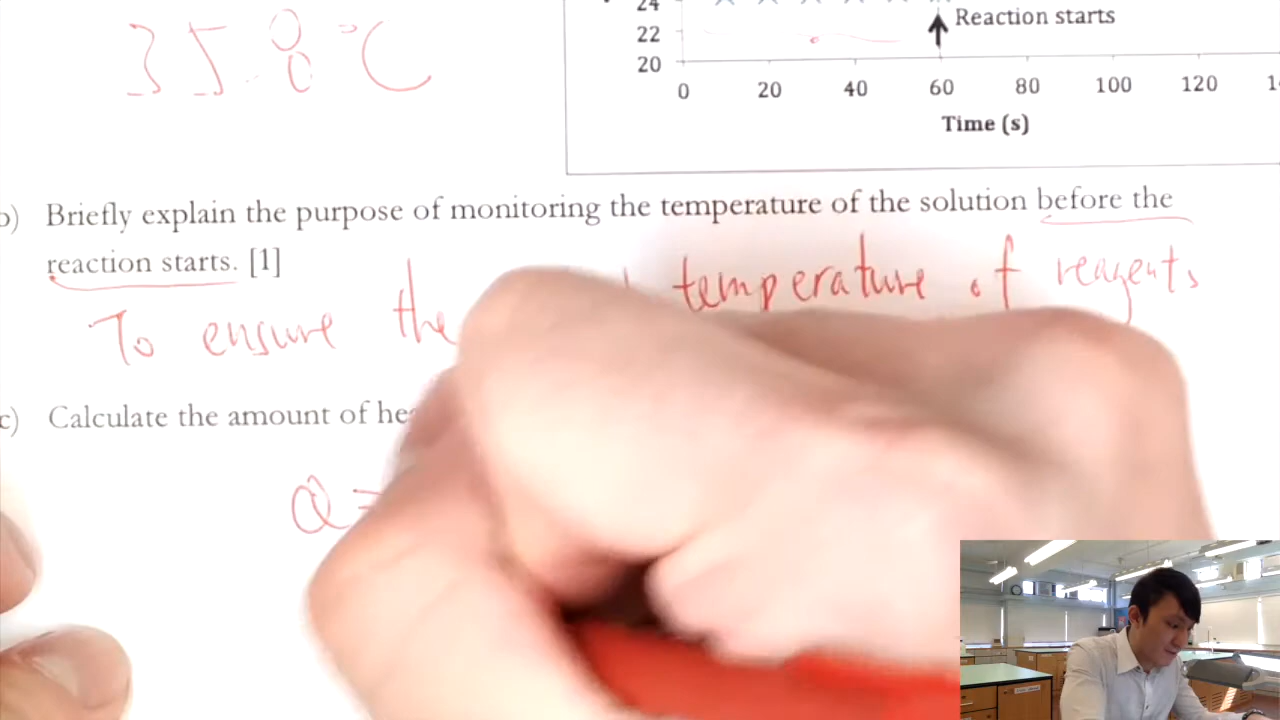 24
35.8 °C
22
Reaction starts
20
0 20 40 60 80 100 120
Time (s)
b) Briefly explain the purpose of monitoring the temperature of the solution before the
reaction starts. [1]
To ensure the temperature of reagents
c) Calculate the amount of
Q =